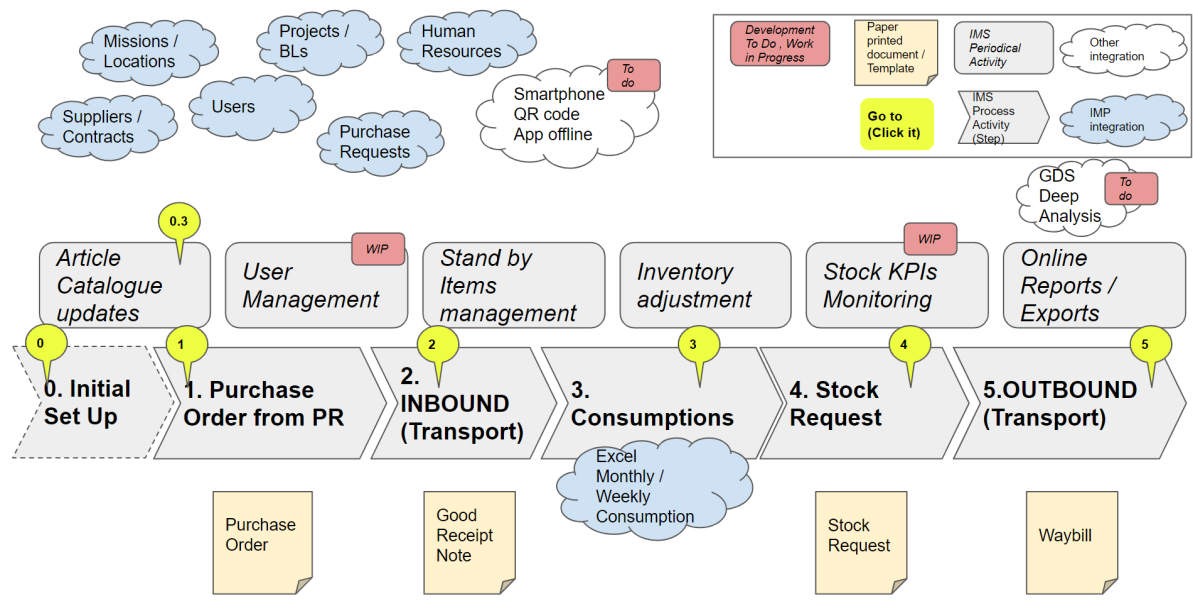 Missions /
Locations
Projects /
BLs
Human
Resources
Suppliers /
Contracts
Users
Purchase
Requests
To
do
Smartphone
QR code
App offline
Development
To Do , Work
in Progress
Paper
printed
document /
Template
IMS
Periodical
Activity
Other
integration
Go to
(Click it)
IMS
Process
Activity
(Step)
IMP
integration
GDS
Deep
Analysis
To
do
0.3
Article
Catalogue
updates
WIP
User
Management
Stand by
Items
management
Inventory
adjustment
WIP
Stock KPIs
Monitoring
Online
Reports /
Exports
0
1
2
3
4
5
0. Initial
Set Up
1. Purchase
Order from PR
2.
INBOUND
(Transport)
3.
Consumptions
4. Stock
Request
5.OUTBOUND
(Transport)
Excel
Monthly /
Weekly
Consumption
Purchase
Order
Good
Receipt
Note
Stock
Request
Waybill